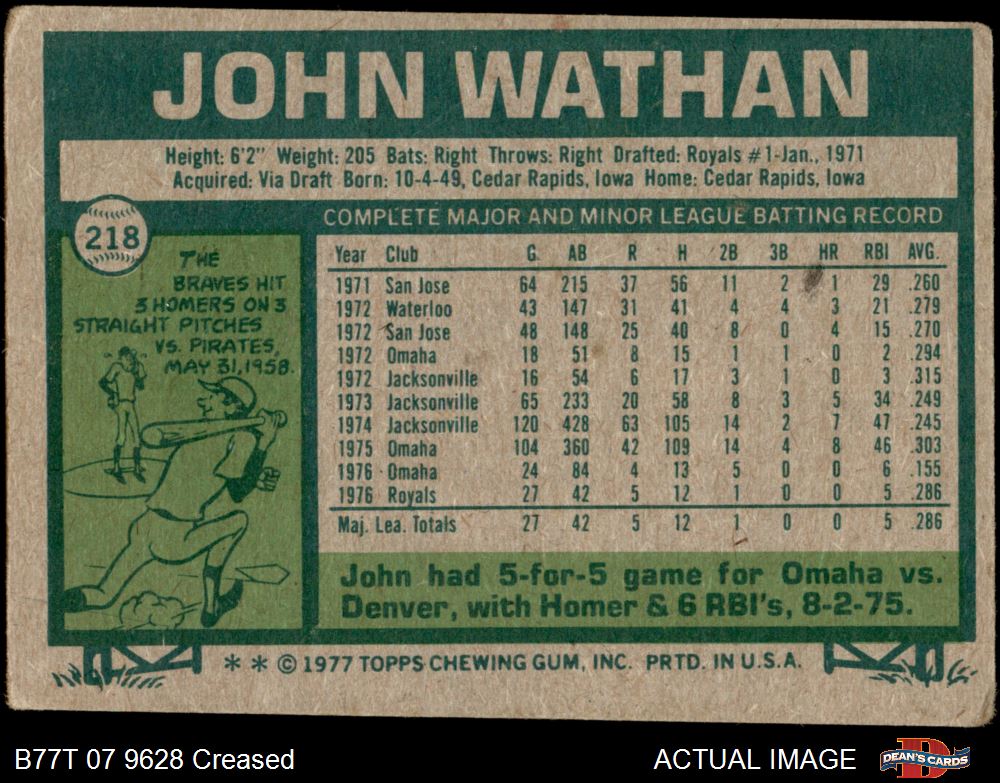 JOHN WATHAN
Height: 6'2" Weight: 205 Bats: Right Throws: Right Drafted: Royals #1-Jan., 1971
Acquired: Via Draft Born: 10-4-49, Cedar Rapids, Iowa Home: Cedar Rapids, Iowa
218
THE
BRAVES HIT
3 HOMERS ON 3
STRAIGHT PITCHES
VS. PIRATES,
MAY 31, 1958.
COMPLETE MAJOR AND MINOR LEAGUE BATTING RECORD
Year Club G. AB R H 2B 3B HR RBI AVG.
1971 San Jose 64 215 37 56 11 2 1 29 .260
1972 Waterloo 43 147 31 41 4 4 3 21 .279
1972 San Jose 48 148 25 40 8 0 4 15 .270
1972 Omaha 18 51 8 15 1 1 0 2 .294
1972 Jacksonville 16 54 6 17 3 1 0 3 .315
1973 Jacksonville 65 233 20 58 8 3 5 34 .249
1974 Jacksonville 120 428 63 105 14 2 7 47 .245
1975 Omaha 104 360 42 109 14 4 8 46 .303
1976 Omaha 24 84 4 13 5 0 0 6 .155
1976 Royals 27 42 5 12 1 0 0 5 .286
Maj. Lea. Totals 27 42 5 12 1 0 0 5 .286
John had 5-for-5 game for Omaha vs.
Denver, with Homer & 6 RBI's, 8-2-75.
* * © 1977 TOPPS CHEWING GUM, INC. PRTD. IN U.S.A.
B77T 07 9628 Creased
ACTUAL IMAGE
D
DEAN'S CARDS